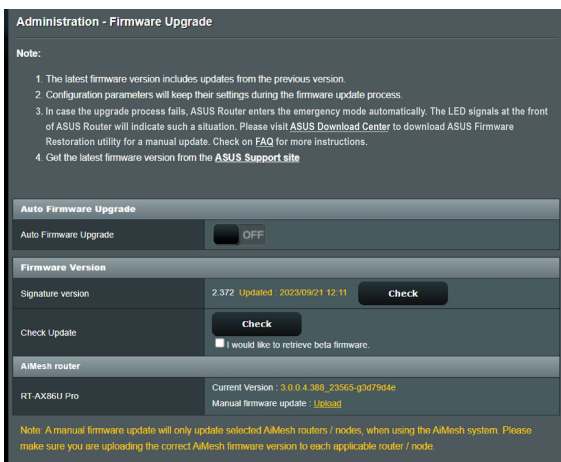 Administration - Firmware Upgrade
Note:
1. The latest firmware version includes updates from the previous version.
2. Configuration parameters will keep their settings during the firmware update process.
3. In case the upgrade process fails, ASUS Router enters the emergency mode automatically. The LED signals at the front
of ASUS Router will indicate such a situation. Please visit ASUS Download Center to download ASUS Firmware
Restoration utility for a manual update. Check on FAQ for more instructions.
4. Get the latest firmware version from the ASUS Support site
Auto Firmware Upgrade
Auto Firmware Upgrade OFF
Firmware Version
Signature version 2.372 Updated : 2023/09/21 12:11 Check
Check Update Check
I would like to retrieve beta firmware.
AiMesh router
RT-AX86U Pro Current Version : 3.0.0.4.388_23565-g3d79d4e
Manual firmware update : Upload
Note: A manual firmware update will only update selected AiMesh routers / nodes, when using the AiMesh system. Please
make sure you are uploading the correct AiMesh firmware version to each applicable router / node.